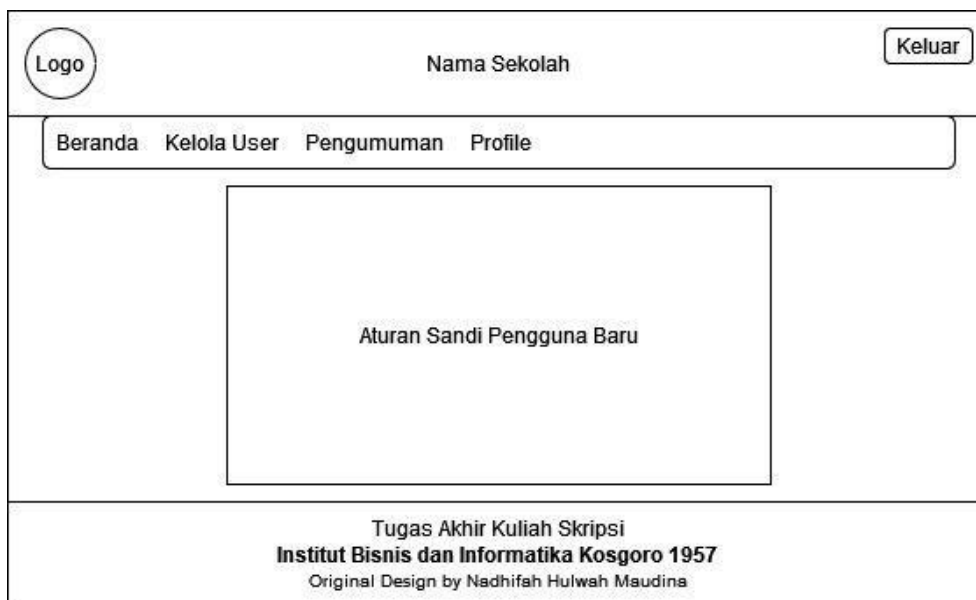 Logo
Nama Sekolah
Keluar
Beranda Kelola User Pengumuman Profile
Aturan Sandi Pengguna Baru
Tugas Akhir Kuliah Skripsi
Institut Bisnis dan Informatika Kosgoro 1957
Original Design by Nadhifah Hulwah Maudina